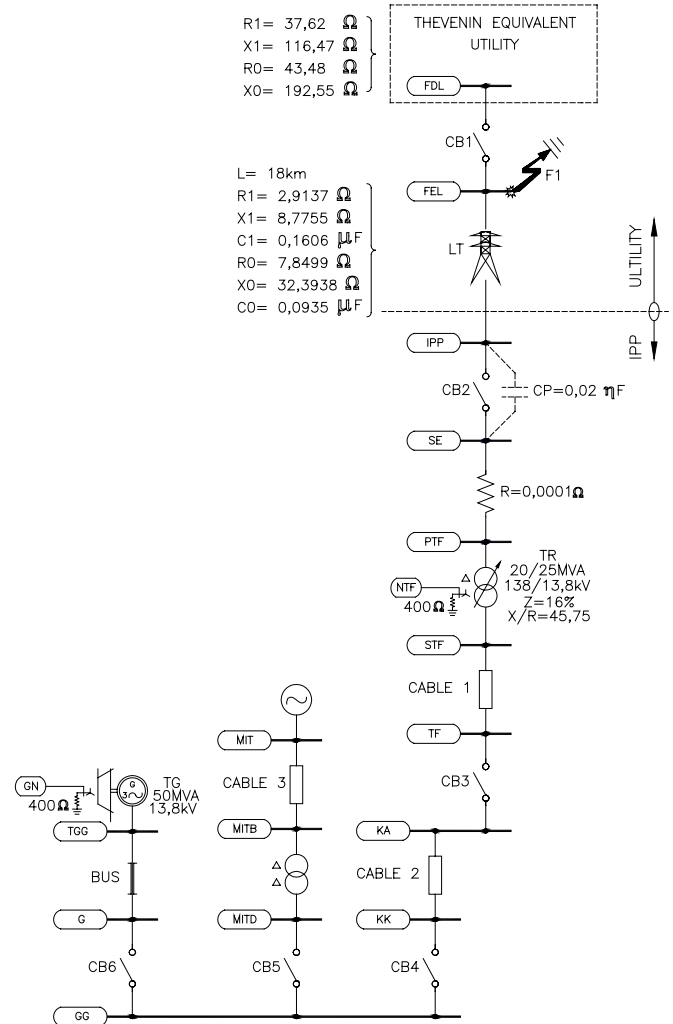 R1= 37,62 Ω
X1= 116,47 Ω
R0= 43,48 Ω
X0= 192,55 Ω
THEVENIN EQUIVALENT
UTILITY
FDL
CB1
F1
FEL
L= 18km
R1= 2,9137 Ω
X1= 8,7755 Ω
C1= 0,1606 µF
R0= 7,8499 Ω
X0= 32,3938 Ω
C0= 0,0935 µF
LT
ULTILITY
IPP
IPP
CB2
CP=0,02 ηF
SE
R=0,0001Ω
PTF
TR
20/25MVA
138/13,8kV
Z=16%
X/R=45,75
NTF
400Ω
Δ
STF
CABLE 1
TF
CB3
MIT
CABLE 3
GN
400Ω
G
3~
TG
50MVA
13,8kV
TGG
MITB
KA
BUS
Δ
Δ
CABLE 2
G
MITD
KK
CB6
CB5
CB4
GG